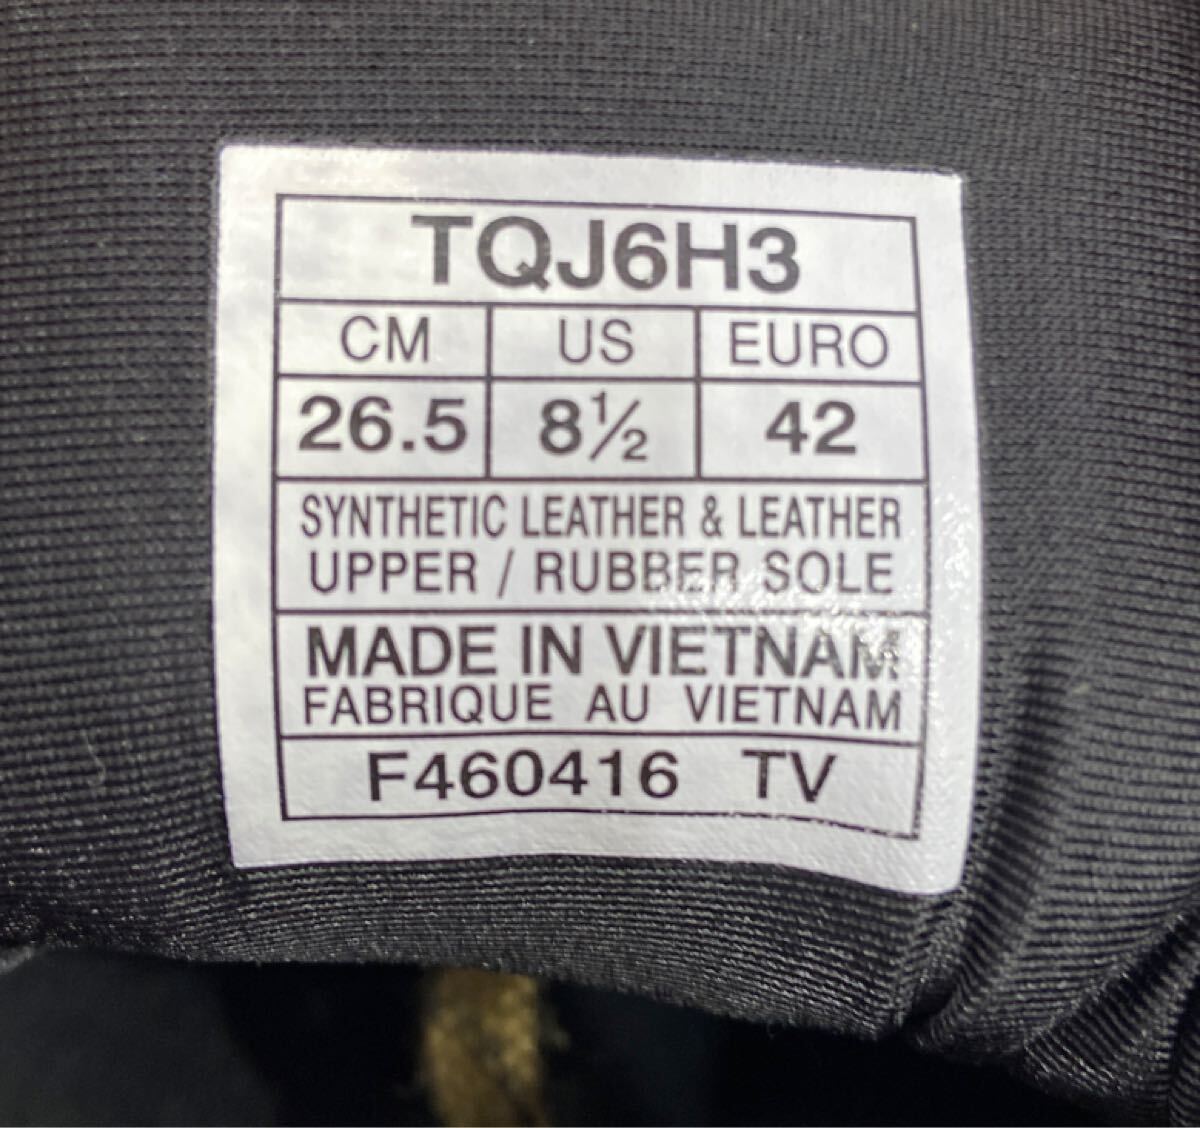 TQJ6H3
CM US EURO
26.5 8½ 42
SYNTHETIC LEATHER & LEATHER
UPPER / RUBBER SOLE
MADE IN VIETNAM
FABRIQUE AU VIETNAM
F460416 TV